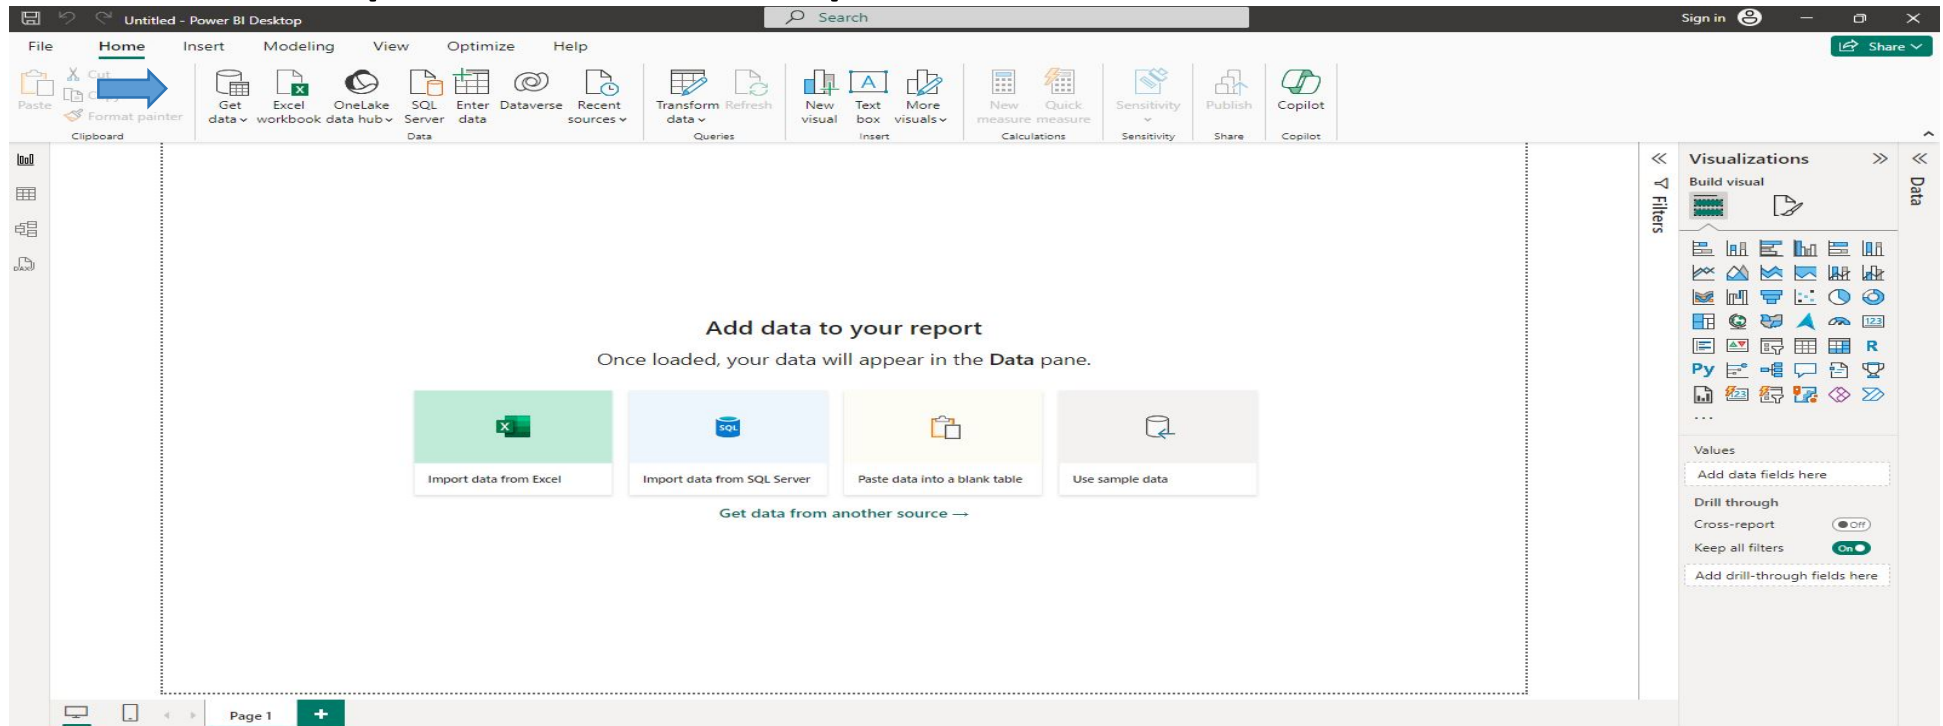 Untitled - Power BI Desktop
Search
Sign in
File Home Insert Modeling View Optimize Help
Share
Paste
Cut
Format painter
Clipboard
Get data
Excel workbook
OneLake data hub
SQL Server
Enter data
Dataverse
Recent sources
Data
Transform data
Refresh
Queries
New visual
Text box
More visuals
Insert
New measure
Quick measure
Calculations
Sensitivity
Sensitivity
Publish
Share
Copilot
Copilot
DAX
Add data to your report
Once loaded, your data will appear in the Data pane.
Import data from Excel
SQL
Import data from SQL Server
Paste data into a blank table
Use sample data
Get data from another source →
Filters
Visualizations
Build visual
123
R
Py
123
...
Values
Add data fields here
Drill through
Cross-report
Off
Keep all filters
On
Add drill-through fields here
Data
Page 1